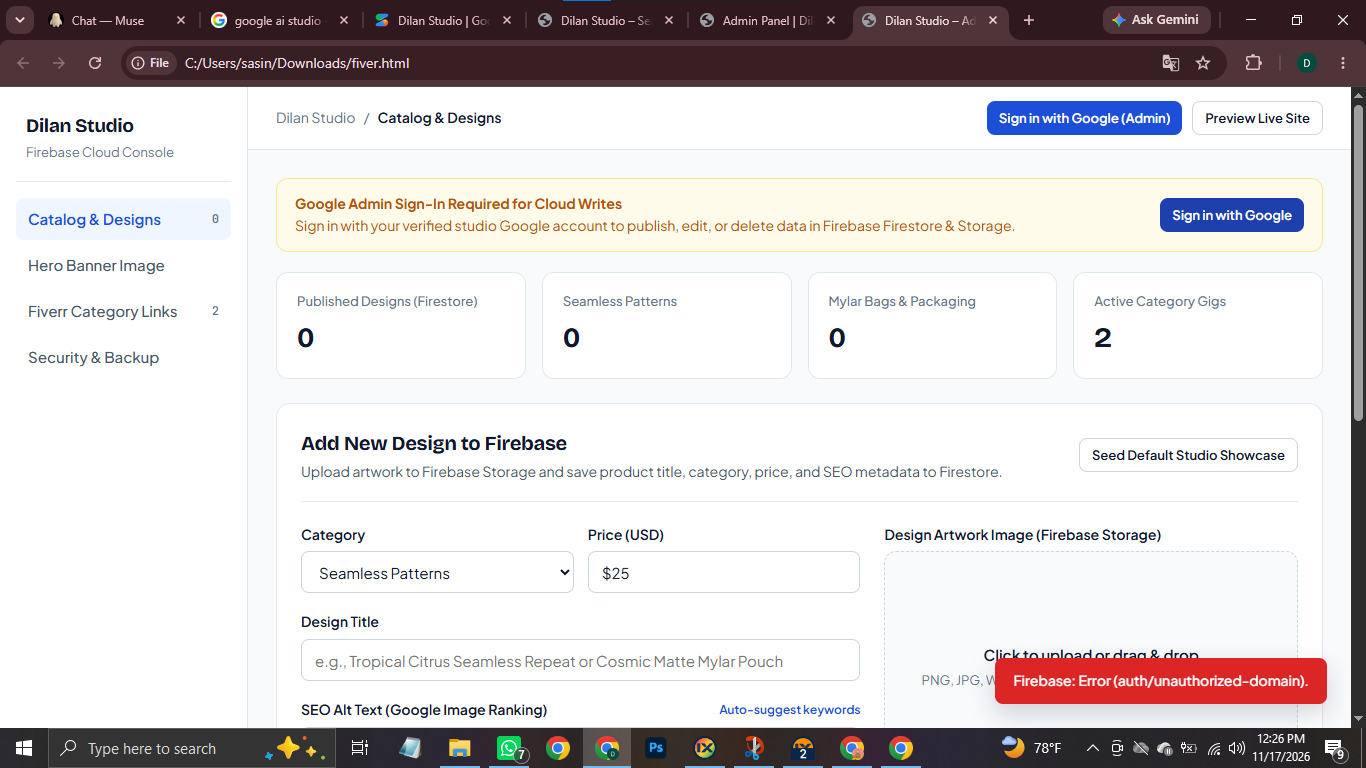 Chat — Muse
google ai studio
Dilan Studio | Go
Dilan Studio – Se
Admin Panel | Dil
Dilan Studio – Ad
Ask Gemini
File
C:/Users/sasin/Downloads/fiver.html
D
Dilan Studio
Firebase Cloud Console
Catalog & Designs 0
Hero Banner Image
Fiverr Category Links 2
Security & Backup
Dilan Studio / Catalog & Designs
Sign in with Google (Admin)
Preview Live Site
Google Admin Sign-In Required for Cloud Writes
Sign in with your verified studio Google account to publish, edit, or delete data in Firebase Firestore & Storage.
Sign in with Google
Published Designs (Firestore)
0
Seamless Patterns
0
Mylar Bags & Packaging
0
Active Category Gigs
2
Add New Design to Firebase
Upload artwork to Firebase Storage and save product title, category, price, and SEO metadata to Firestore.
Seed Default Studio Showcase
Category
Seamless Patterns
Price (USD)
$25
Design Artwork Image (Firebase Storage)
Design Title
e.g., Tropical Citrus Seamless Repeat or Cosmic Matte Mylar Pouch
Click to upload or drag & drop
PNG, JPG, W
Firebase: Error (auth/unauthorized-domain).
SEO Alt Text (Google Image Ranking)
Auto-suggest keywords
Type here to search
7
Ps
2
78°F
12:26 PM
11/17/2026
9